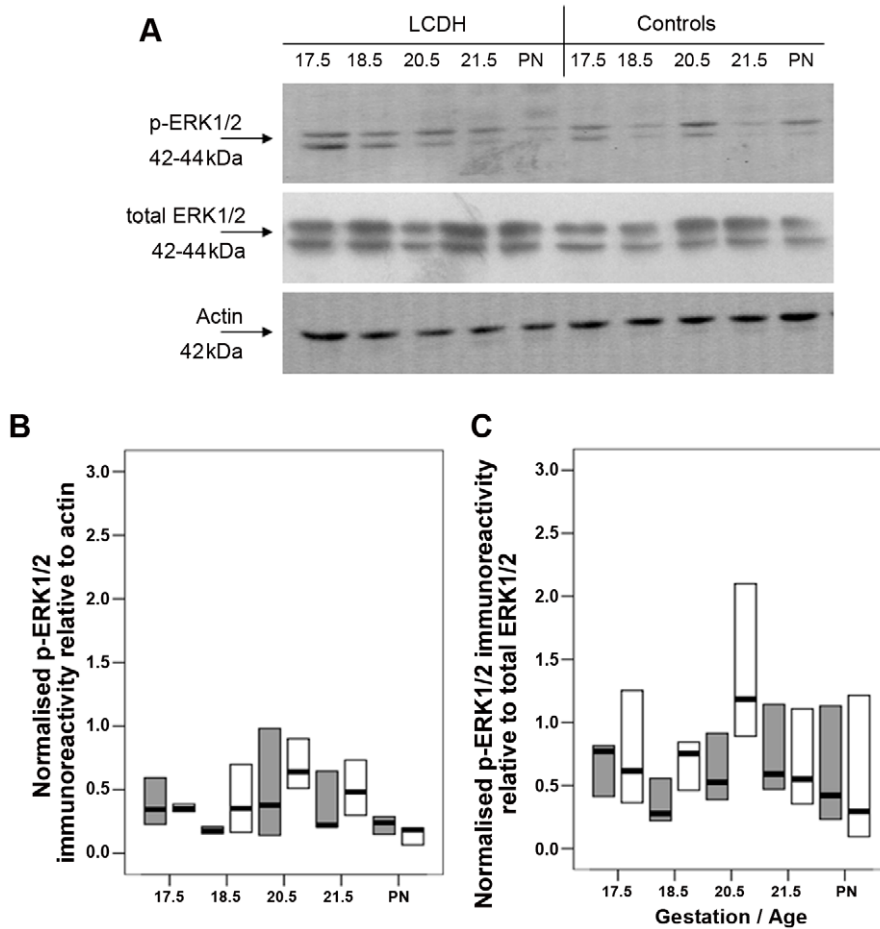 A
LCDH Controls
17.5 18.5 20.5 21.5 PN 17.5 18.5 20.5 21.5 PN
p-ERK1/2
42-44kDa
total ERK1/2
42-44kDa
Actin
42kDa
B
Normalised p-ERK1/2
immunoreactivity relative to actin
3.0
2.5
2.0
1.5
1.0
0.5
0.0
17.5 18.5 20.5 21.5 PN
C
Normalised p-ERK1/2 immunoreactivity
relative to total ERK1/2
3.0
2.5
2.0
1.5
1.0
0.5
0.0
17.5 18.5 20.5 21.5 PN
Gestation / Age